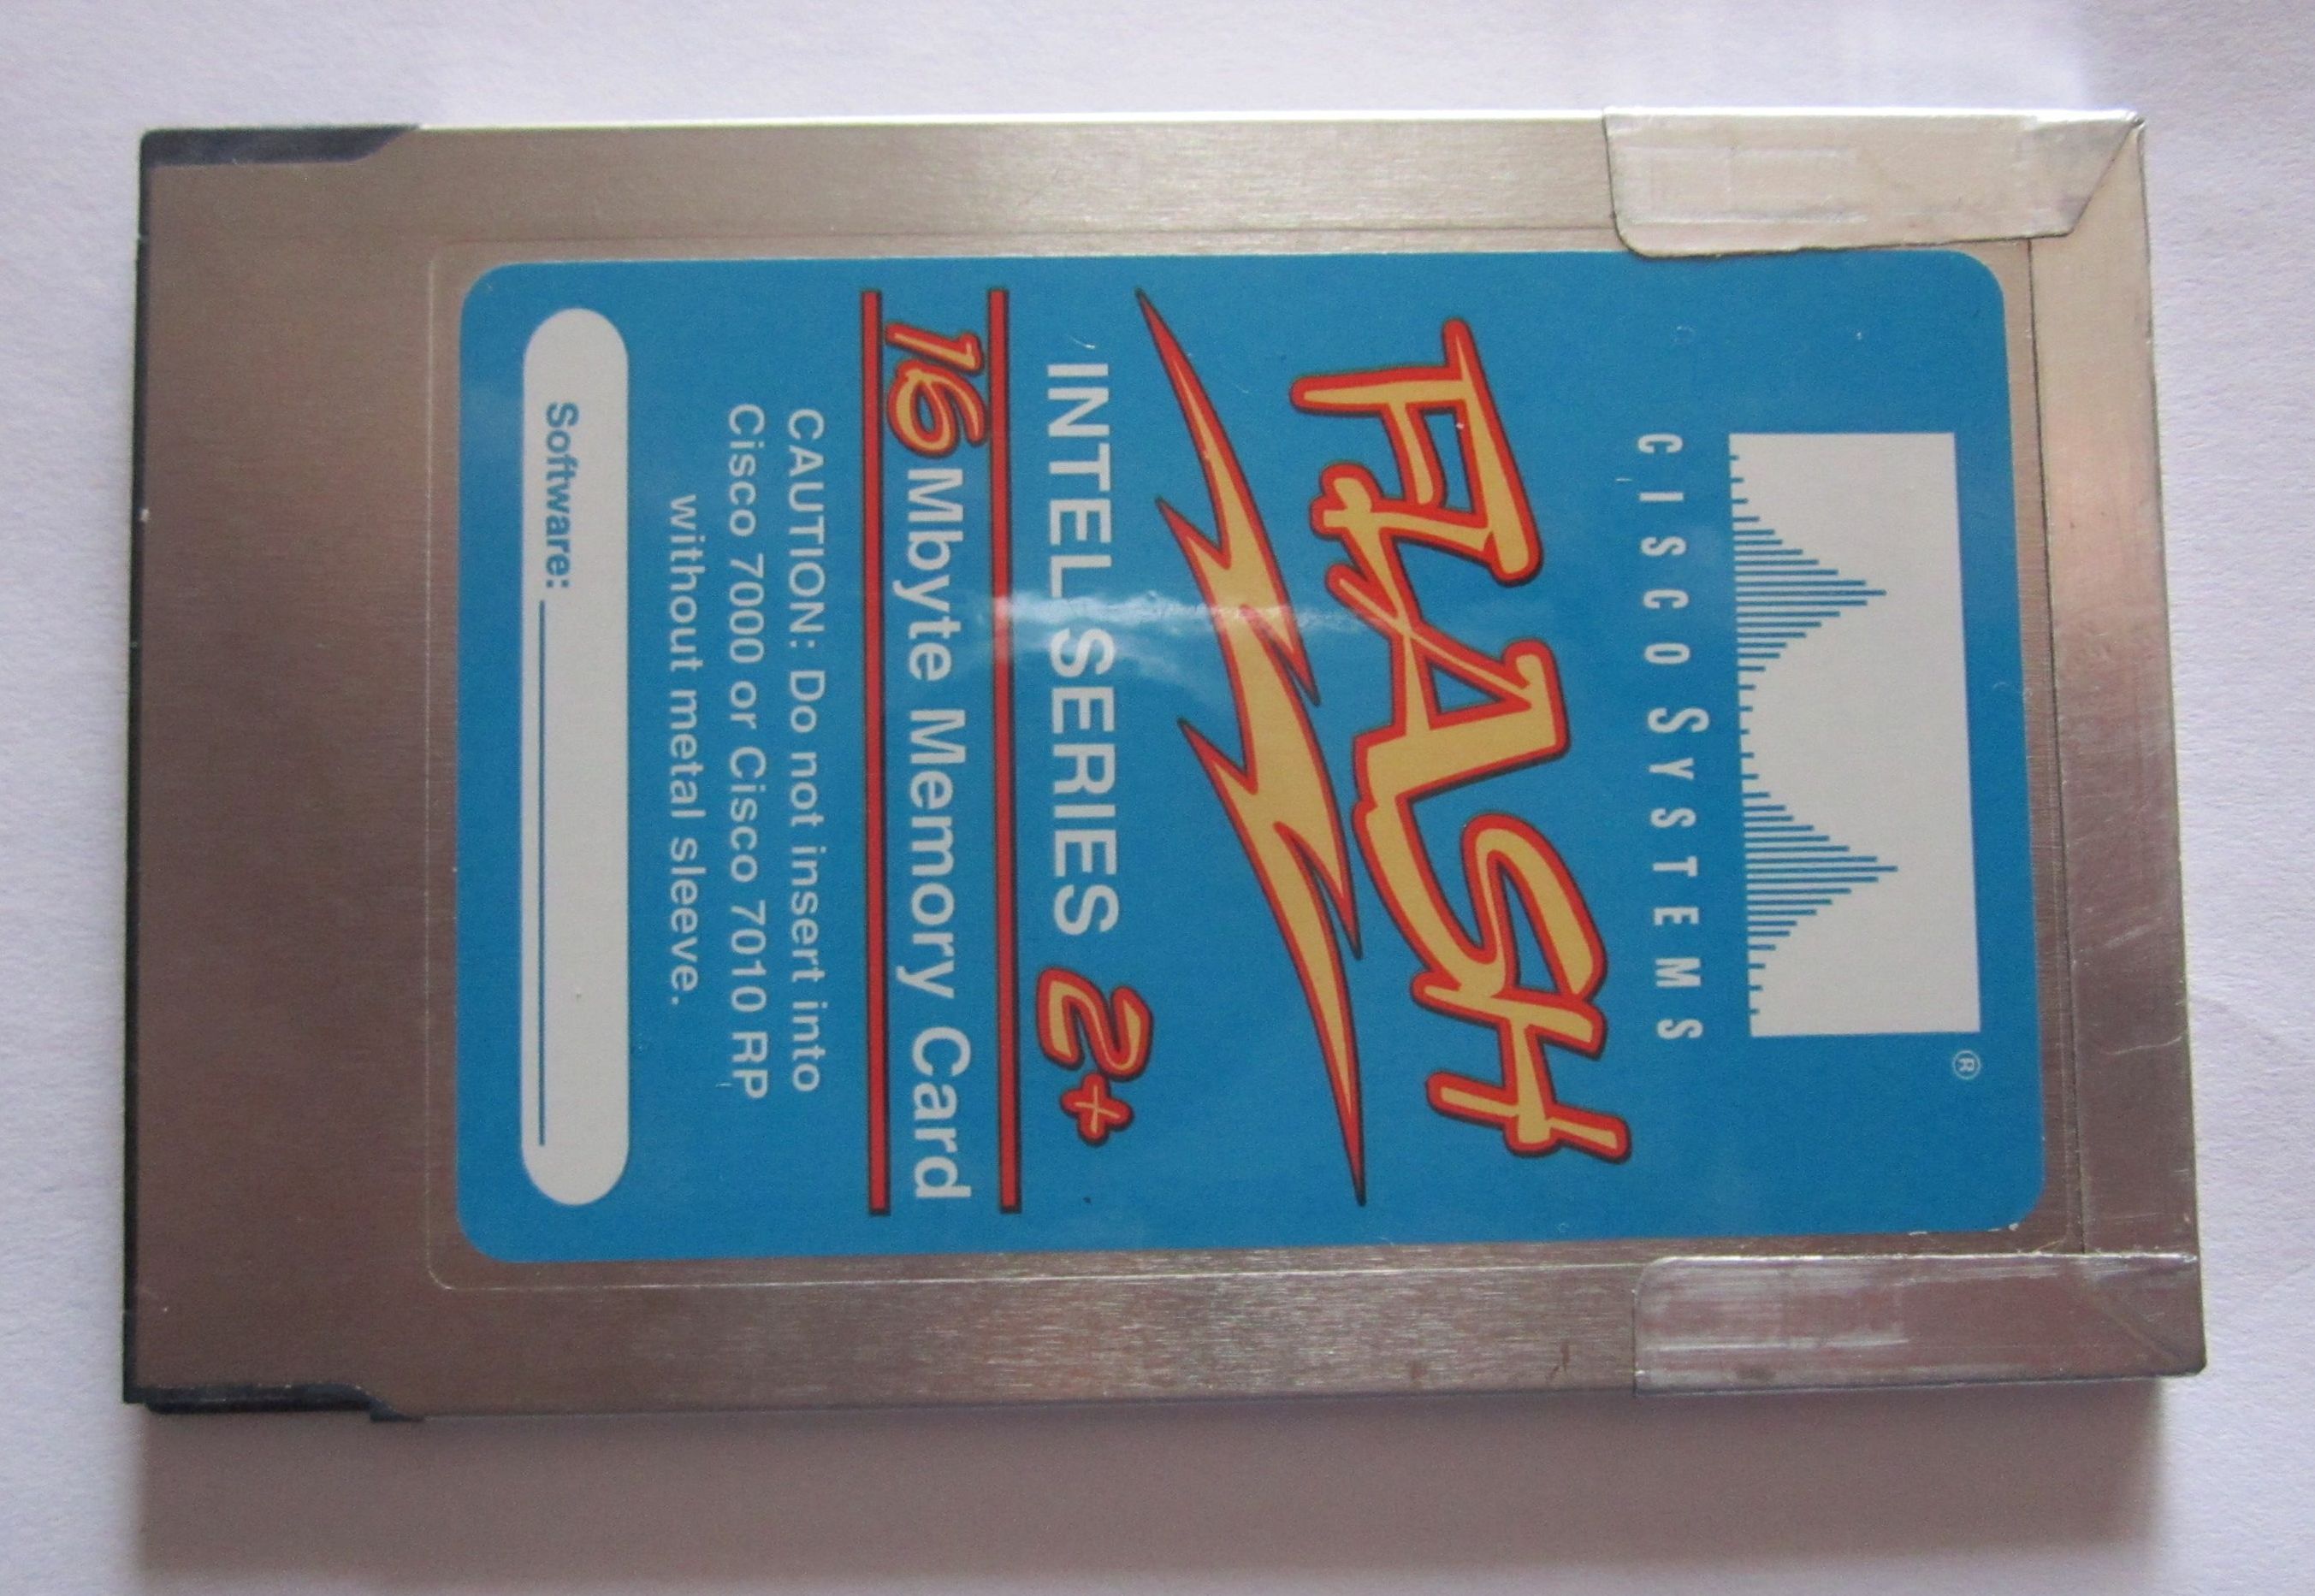 ®
CISCO SYSTEMS
FLASH
INTEL SERIES 2+
16 Mbyte Memory Card
CAUTION: Do not insert into
Cisco 7000 or Cisco 7010 RP
without metal sleeve.
Software: